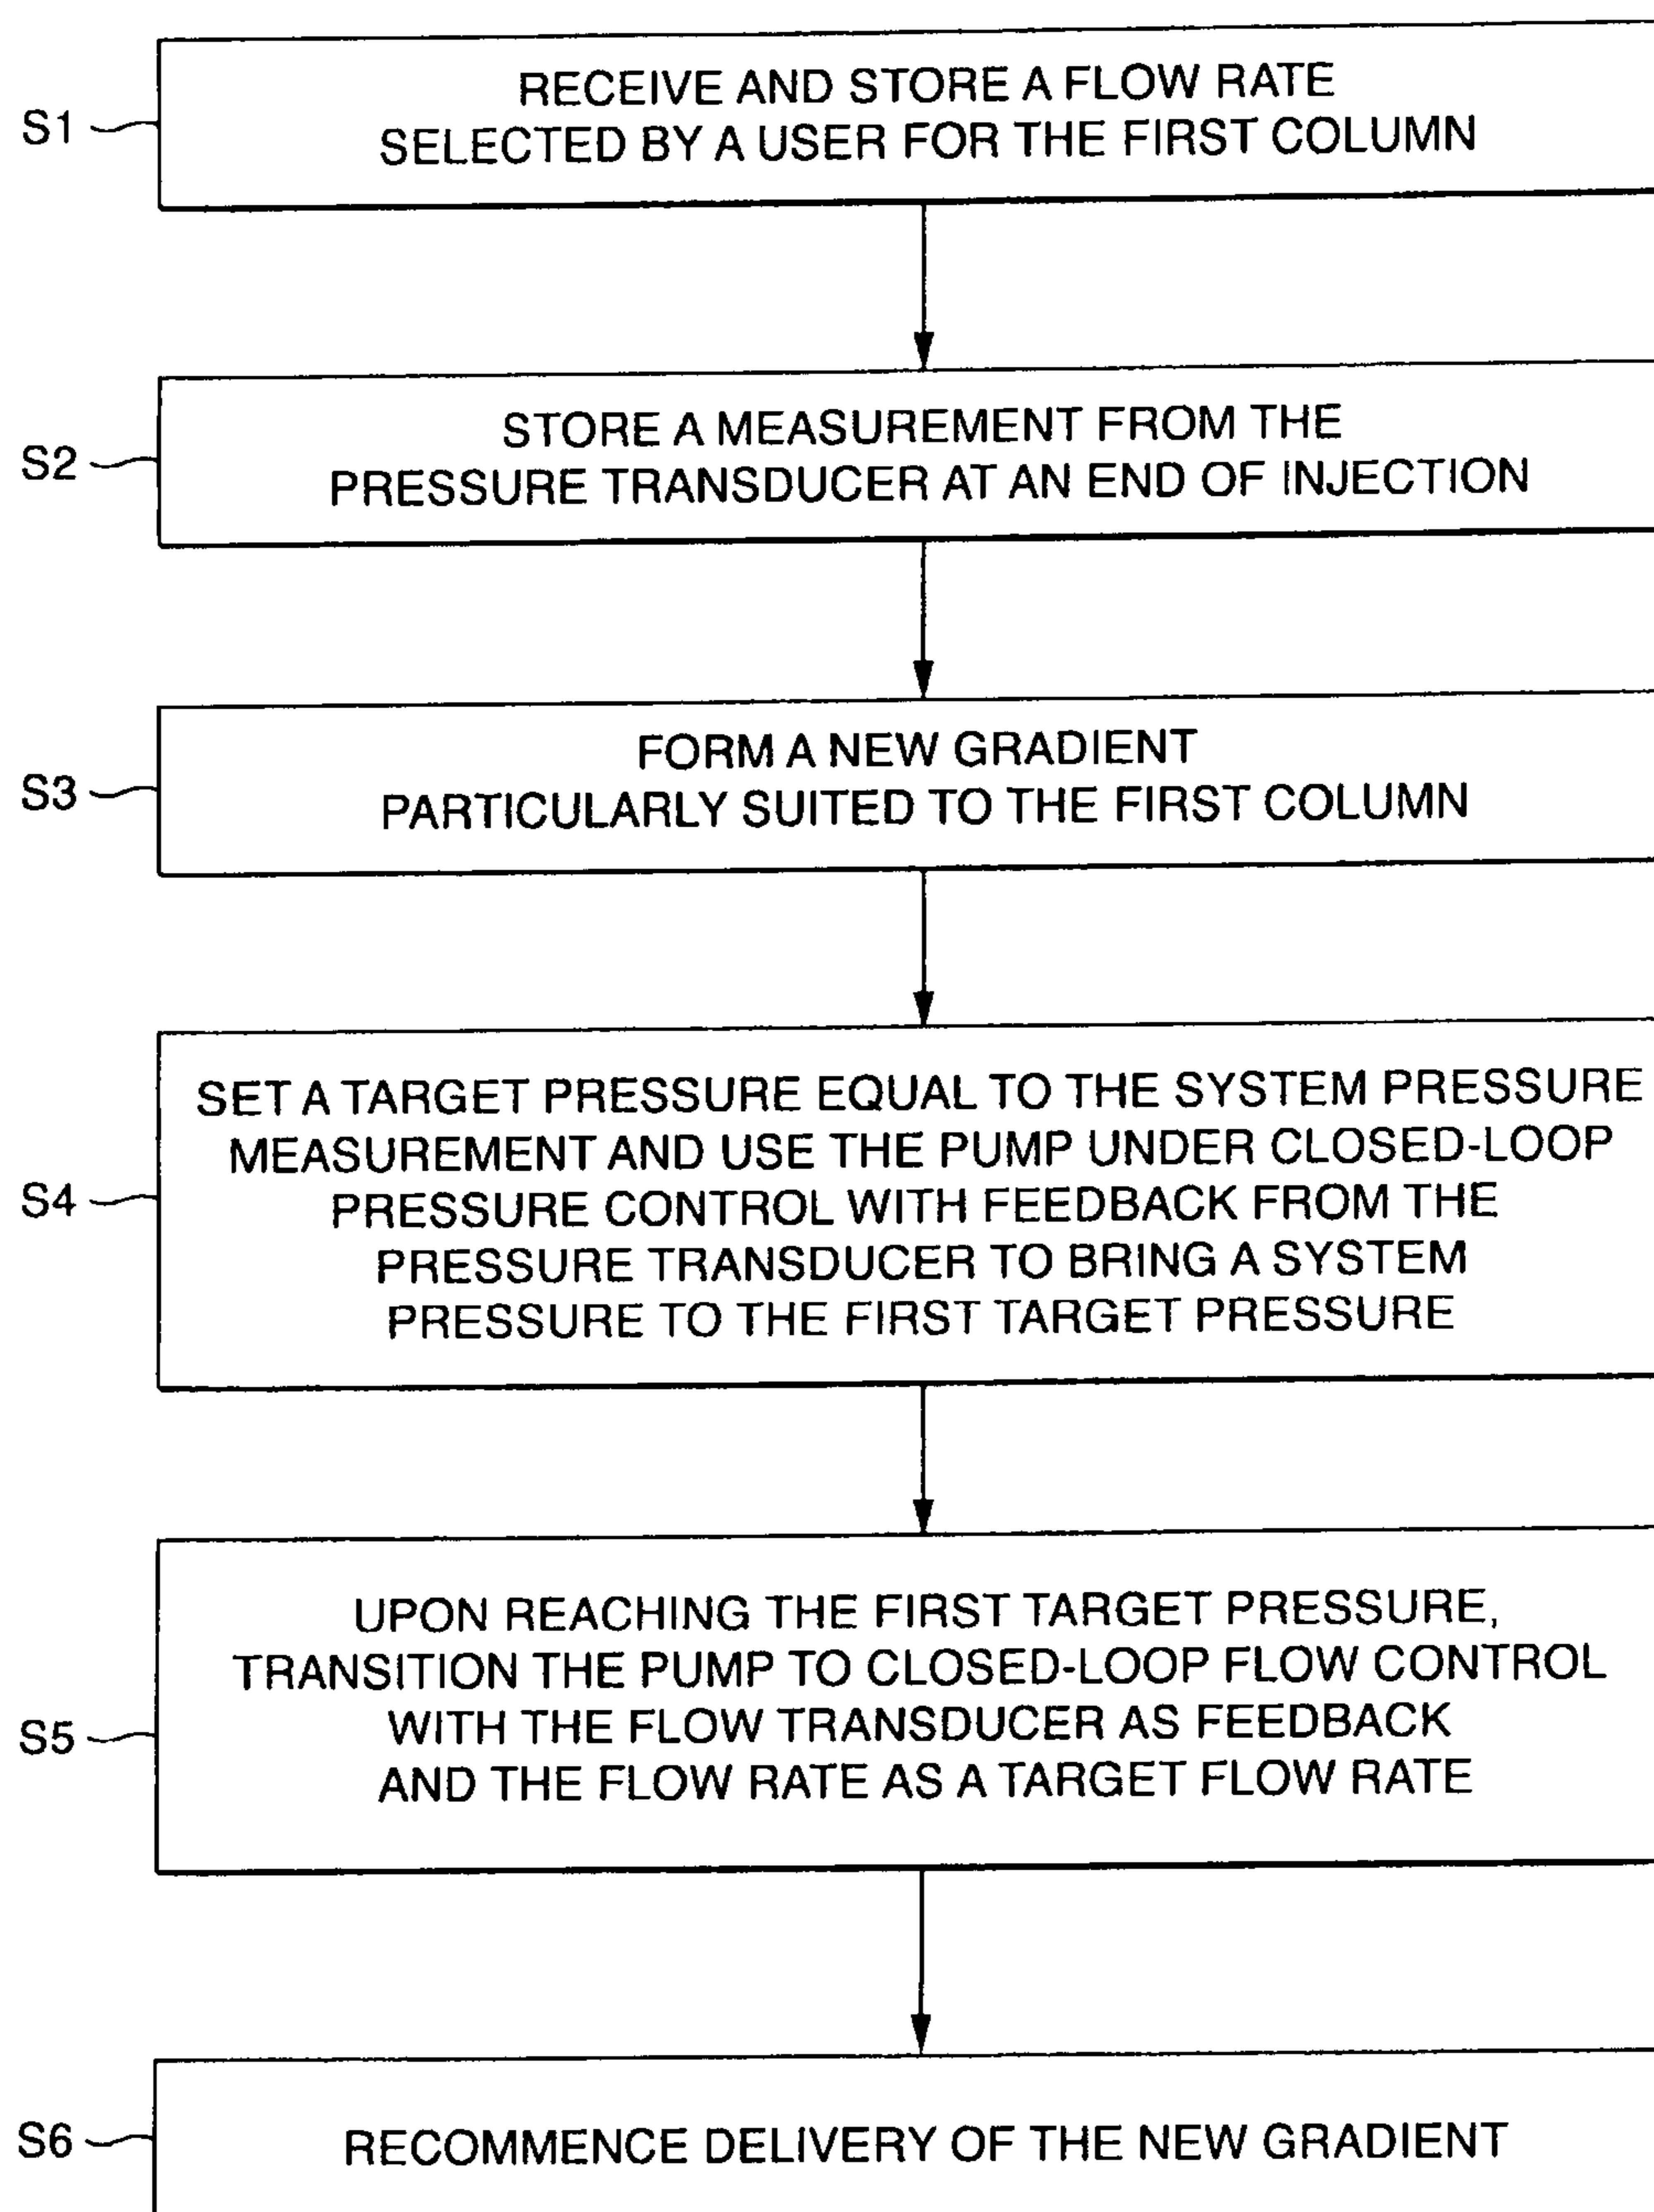 S1
RECEIVE AND STORE A FLOW RATE
SELECTED BY A USER FOR THE FIRST COLUMN
S2
STORE A MEASUREMENT FROM THE
PRESSURE TRANSDUCER AT AN END OF INJECTION
S3
FORM A NEW GRADIENT
PARTICULARLY SUITED TO THE FIRST COLUMN
S4
SET A TARGET PRESSURE EQUAL TO THE SYSTEM PRESSURE
MEASUREMENT AND USE THE PUMP UNDER CLOSED-LOOP
PRESSURE CONTROL WITH FEEDBACK FROM THE
PRESSURE TRANSDUCER TO BRING A SYSTEM
PRESSURE TO THE FIRST TARGET PRESSURE
S5
UPON REACHING THE FIRST TARGET PRESSURE,
TRANSITION THE PUMP TO CLOSED-LOOP FLOW CONTROL
WITH THE FLOW TRANSDUCER AS FEEDBACK
AND THE FLOW RATE AS A TARGET FLOW RATE
S6
RECOMMENCE DELIVERY OF THE NEW GRADIENT